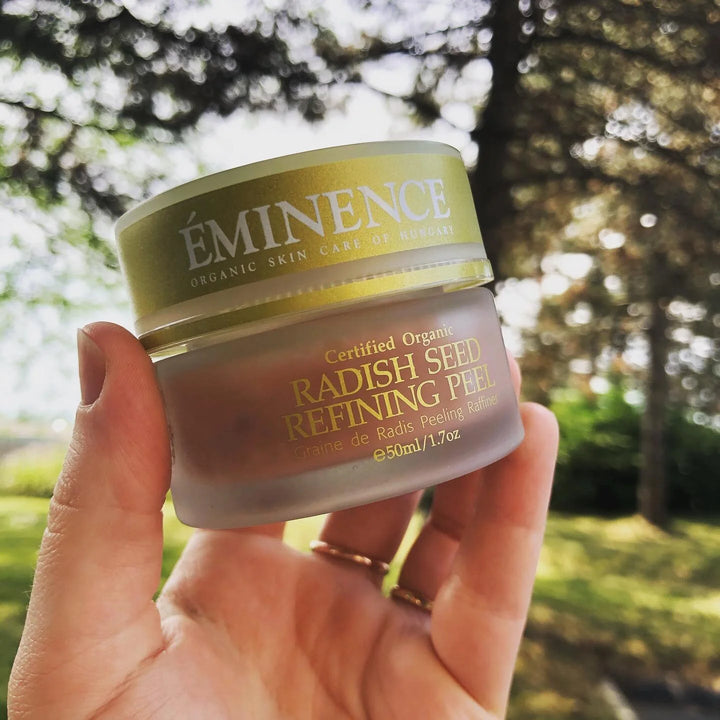 ÉMINENCE
ORGANIC SKIN CARE OF HUNGARY
Certified Organic
RADISH SEED
REFINING PEEL
Graine de Radis Peeling Raffiner
℮50ml/1.7oz